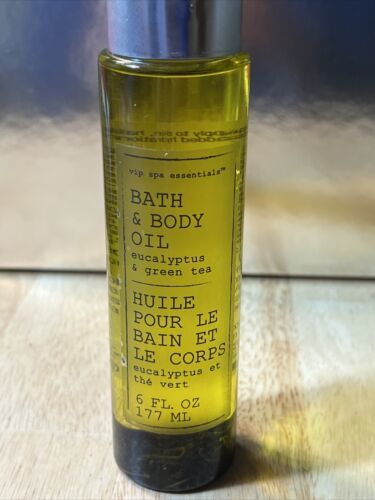 vip spa essentials™
BATH
& BODY
OIL
eucalyptus
& green tea
HUILE
POUR LE
BAIN ET
LE CORPS
eucalyptus et
thé vert
6 FL. OZ
177 ML